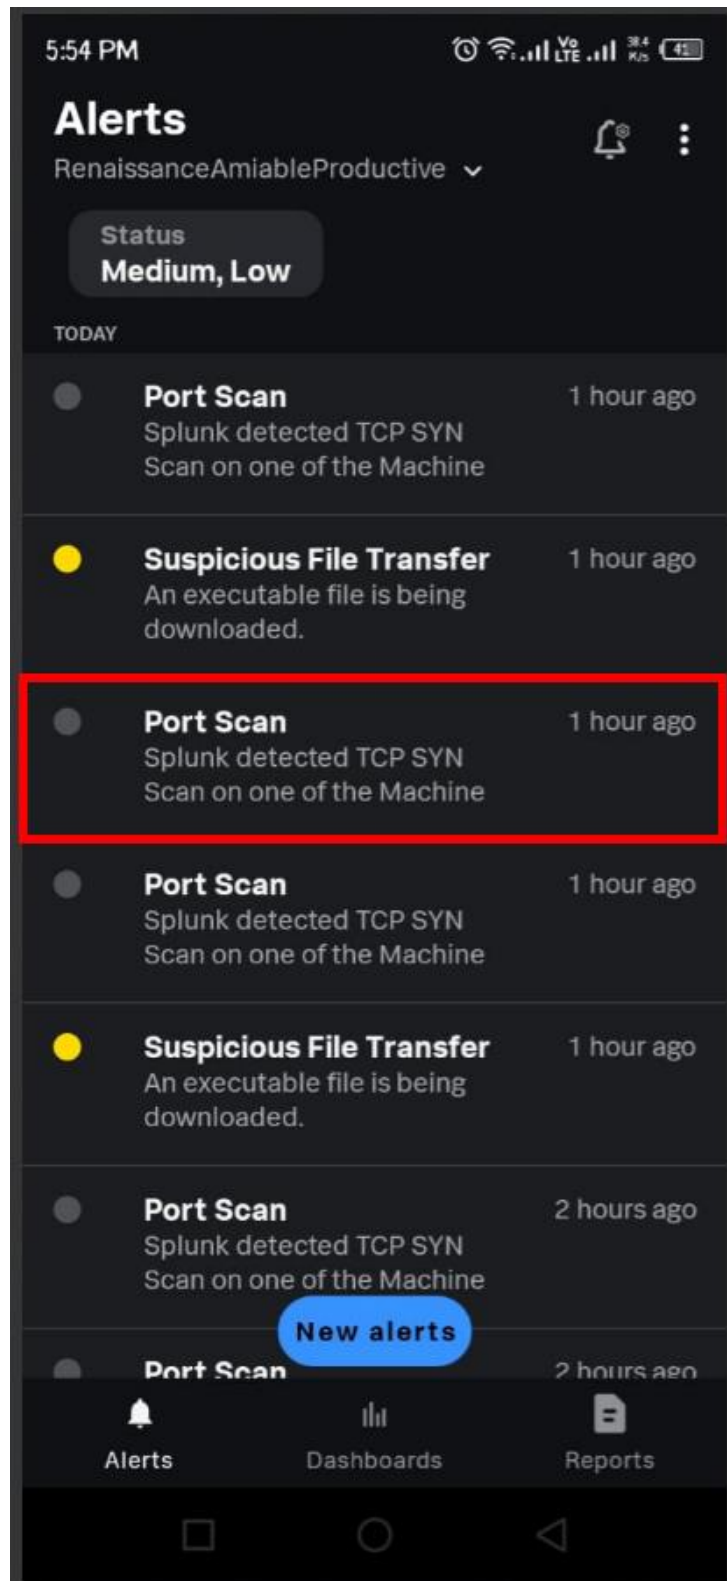 5:54 PM Vo LTE 38.4 K/s 41
Alerts
RenaissanceAmiableProductive
Status
Medium, Low
TODAY
Port Scan 1 hour ago
Splunk detected TCP SYN
Scan on one of the Machine
Suspicious File Transfer 1 hour ago
An executable file is being
downloaded.
Port Scan 1 hour ago
Splunk detected TCP SYN
Scan on one of the Machine
Port Scan 1 hour ago
Splunk detected TCP SYN
Scan on one of the Machine
Suspicious File Transfer 1 hour ago
An executable file is being
downloaded.
Port Scan 2 hours ago
Splunk detected TCP SYN
Scan on one of the Machine
New alerts
Port Scan 2 hours ago
Alerts Dashboards Reports